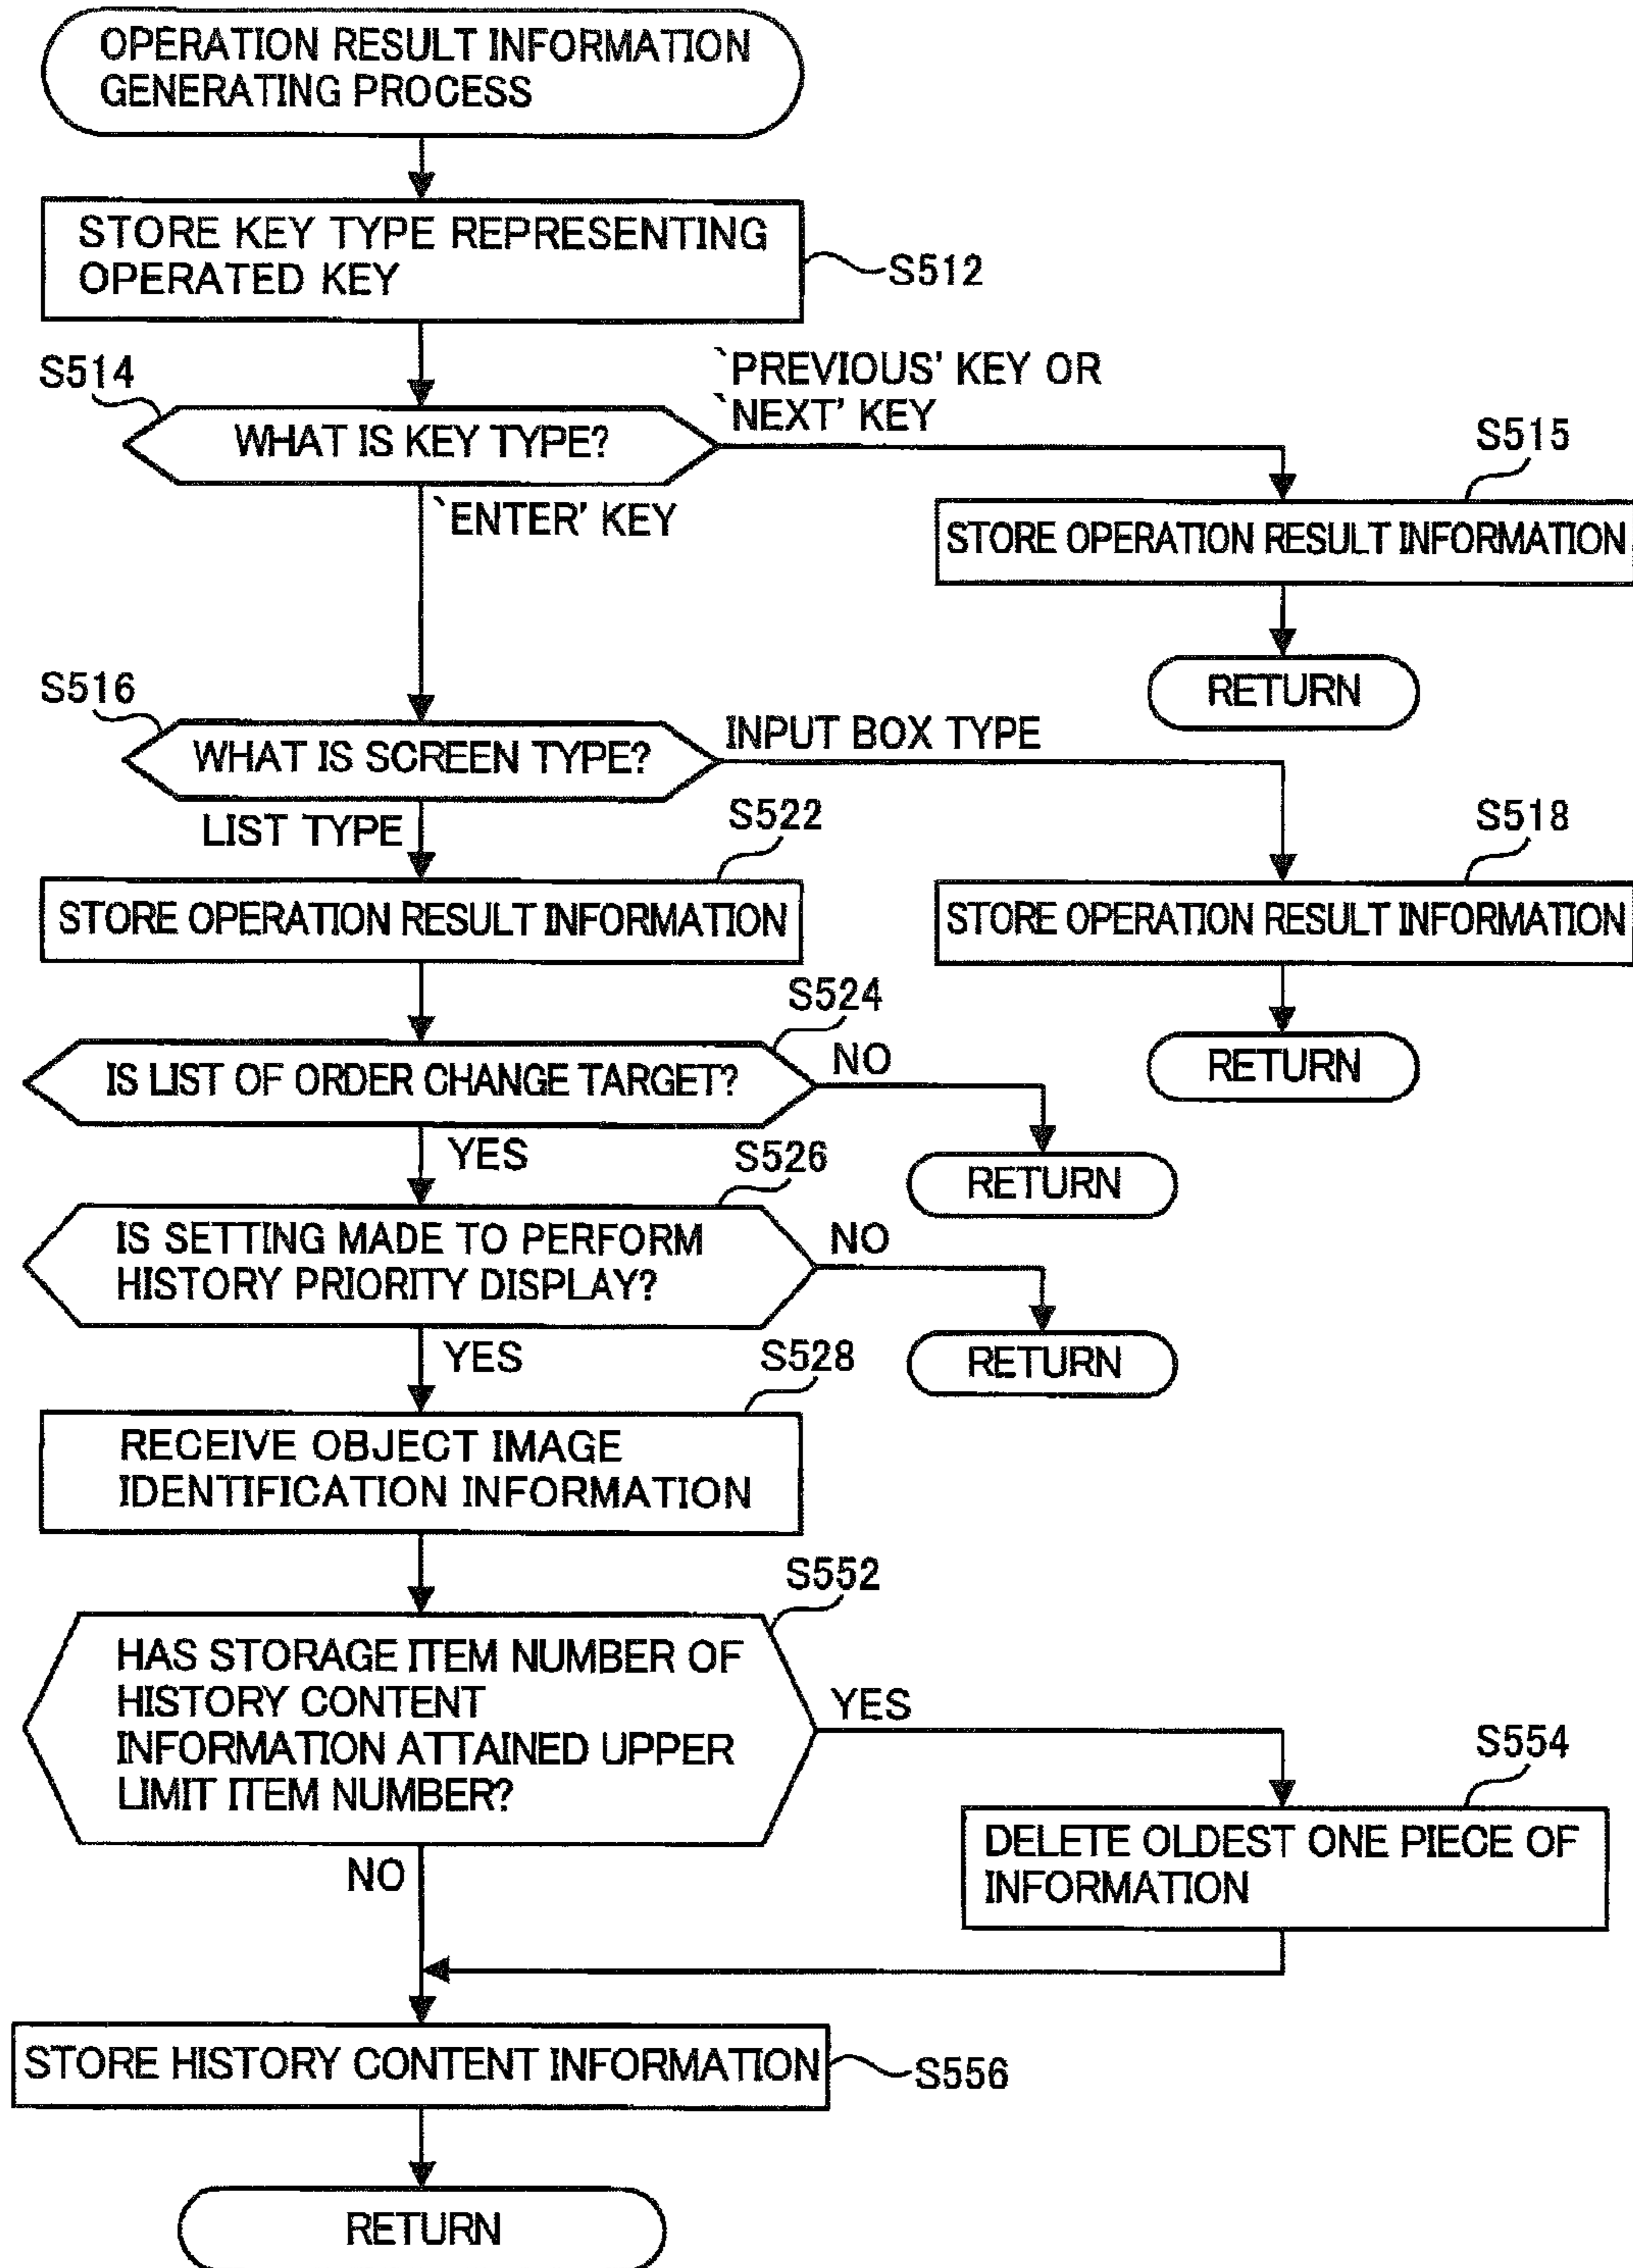 OPERATION RESULT INFORMATION
GENERATING PROCESS
STORE KEY TYPE REPRESENTING
OPERATED KEY
S512
S514
WHAT IS KEY TYPE?
`PREVIOUS' KEY OR
`NEXT' KEY
`ENTER' KEY
S515
STORE OPERATION RESULT INFORMATION
RETURN
S516
WHAT IS SCREEN TYPE?
INPUT BOX TYPE
LIST TYPE
S522
STORE OPERATION RESULT INFORMATION
S518
STORE OPERATION RESULT INFORMATION
RETURN
S524
IS LIST OF ORDER CHANGE TARGET?
NO
RETURN
YES
S526
IS SETTING MADE TO PERFORM
HISTORY PRIORITY DISPLAY?
NO
RETURN
YES
S528
RECEIVE OBJECT IMAGE
IDENTIFICATION INFORMATION
S552
HAS STORAGE ITEM NUMBER OF
HISTORY CONTENT
INFORMATION ATTAINED UPPER
LIMIT ITEM NUMBER?
YES
S554
DELETE OLDEST ONE PIECE OF
INFORMATION
NO
STORE HISTORY CONTENT INFORMATION
S556
RETURN